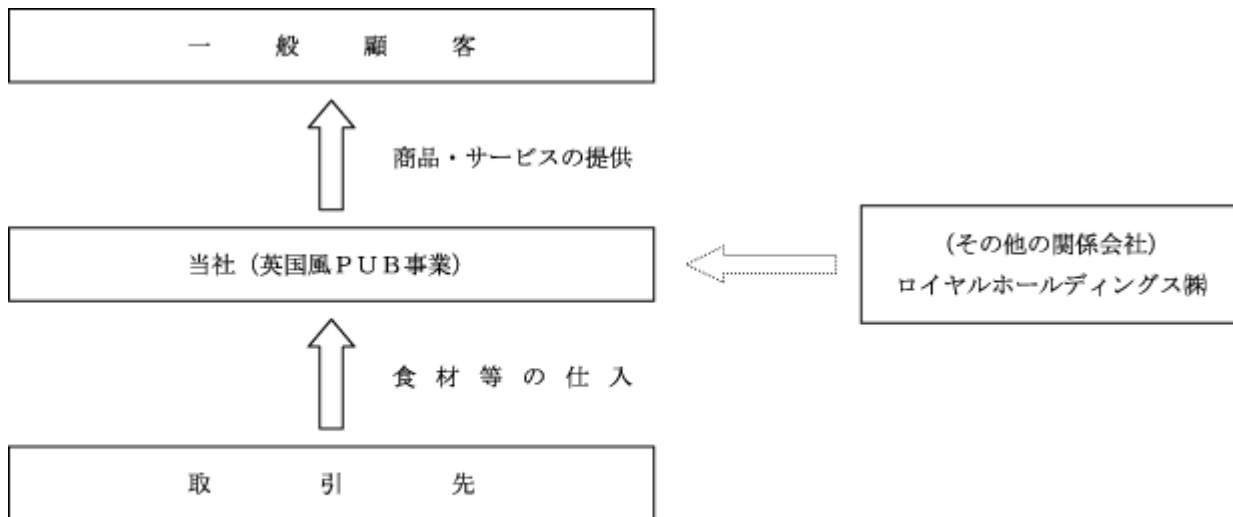 一般顧客
商品・サービスの提供
当社（英国風ＰＵＢ事業）
（その他の関係会社）
ロイヤルホールディングス㈱
食材等の仕入
取引先